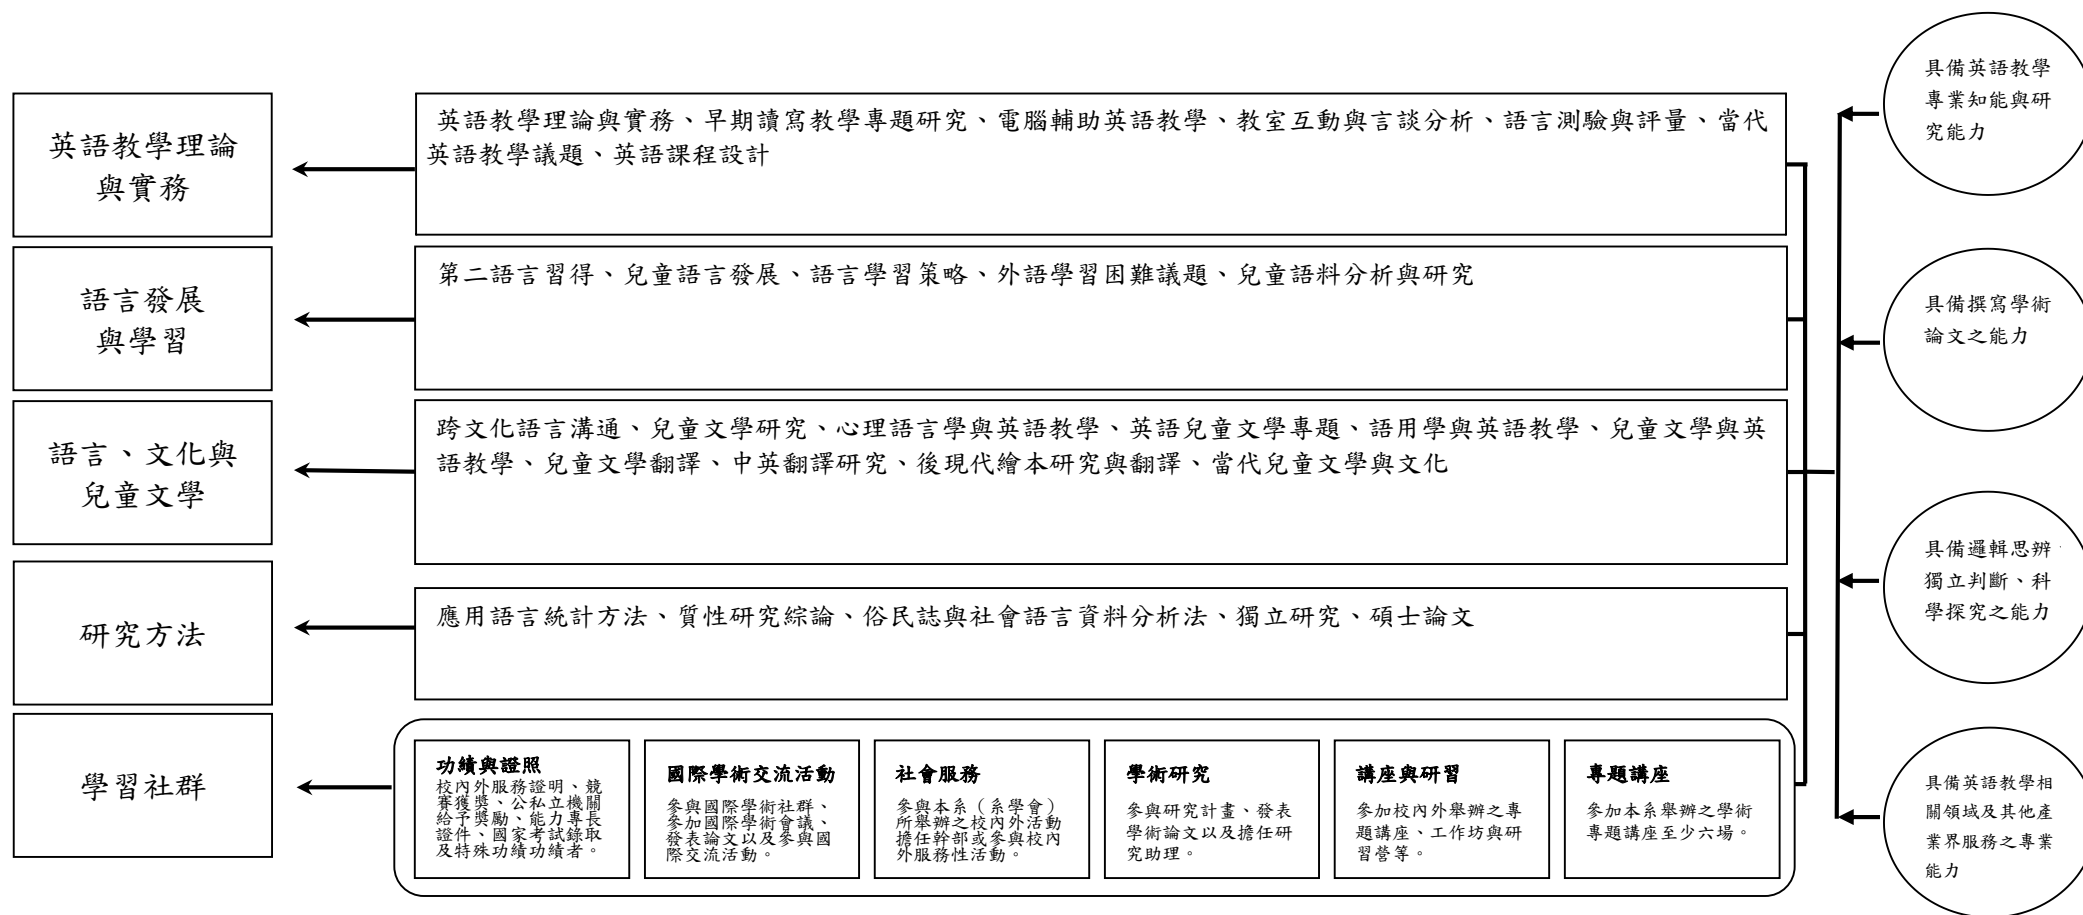 英語教學理論
與實務
英語教學理論與實務、早期讀寫教學專題研究、電腦輔助英語教學、教室互動與言談分析、語言測驗與評量、當代
英語教學議題、英語課程設計
具備英語教學
專業知能與研
究能力
語言發展
與學習
第二語言習得、兒童語言發展、語言學習策略、外語學習困難議題、兒童語料分析與研究
具備撰寫學術
論文之能力
語言、文化與
兒童文學
跨文化語言溝通、兒童文學研究、心理語言學與英語教學、英語兒童文學專題、語用學與英語教學、兒童文學與英
語教學、兒童文學翻譯、中英翻譯研究、後現代繪本研究與翻譯、當代兒童文學與文化
具備邏輯思辨、
獨立判斷、科
學探究之能力
研究方法
應用語言統計方法、質性研究綜論、俗民誌與社會語言資料分析法、獨立研究、碩士論文
學習社群
功績與證照
校內外服務證明、競
賽獲獎、公私立機關
給予獎勵、能力專長
證件、國家考試錄取
及特殊功績功績者。
國際學術交流活動
參與國際學術社群、
參加國際學術會議、
發表論文以及參與國
際交流活動。
社會服務
參與本系（系學會）
所舉辦之校內外活動
擔任幹部或參與校內
外服務性活動。
學術研究
參與研究計畫、發表
學術論文以及擔任研
究助理。
講座與研習
參加校內外舉辦之專
題講座、工作坊與研
習營等。
專題講座
參加本系舉辦之學術
專題講座至少六場。
具備英語教學相
關領域及其他產
業界服務之專業
能力